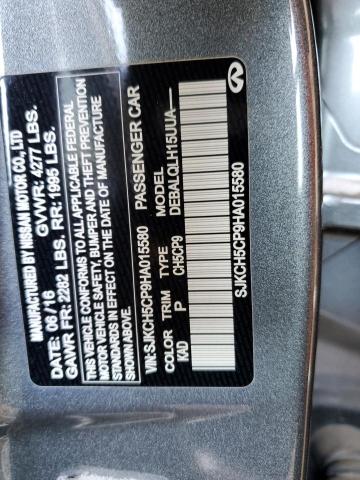 MANUFACTURED BY NISSAN MOTOR CO., LTD
DATE: 08 / 16 GVWR: 4277 LBS.
GAWR FR: 2282 LBS. RR: 1995 LBS.
THIS VEHICLE CONFORMS TO ALL APPLICABLE FEDERAL
MOTOR VEHICLE SAFETY, BUMPER AND THEFT PREVENTION
STANDARDS IN EFFECT ON THE DATE OF MANUFACTURE
SHOWN ABOVE.
VIN: SJKCH5CP9HA015580 PASSENGER CAR
COLOR TRIM TYPE MODEL
KAD P CH5CP9 DEBALQLH15UUA—
SJKCH5CP9HA015580